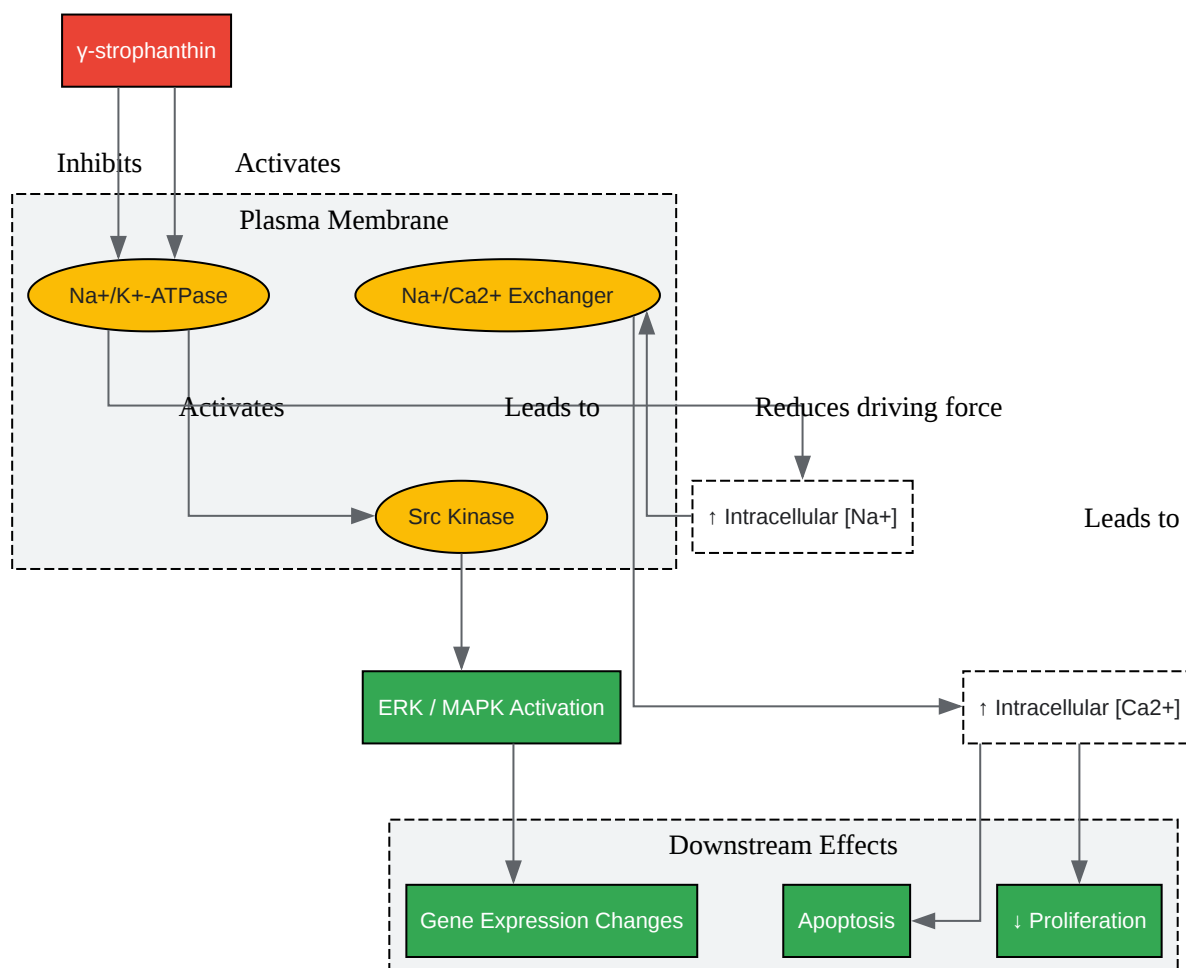 γ-strophanthin
Inhibits
Activates
Plasma Membrane
Na+/K+-ATPase
Na+/Ca2+ Exchanger
Activates
Leads to
Reduces driving force
Src Kinase
↑ Intracellular [Na+]
Leads to
ERK / MAPK Activation
↑ Intracellular [Ca2+]
Downstream Effects
Gene Expression Changes
Apoptosis
↓ Proliferation